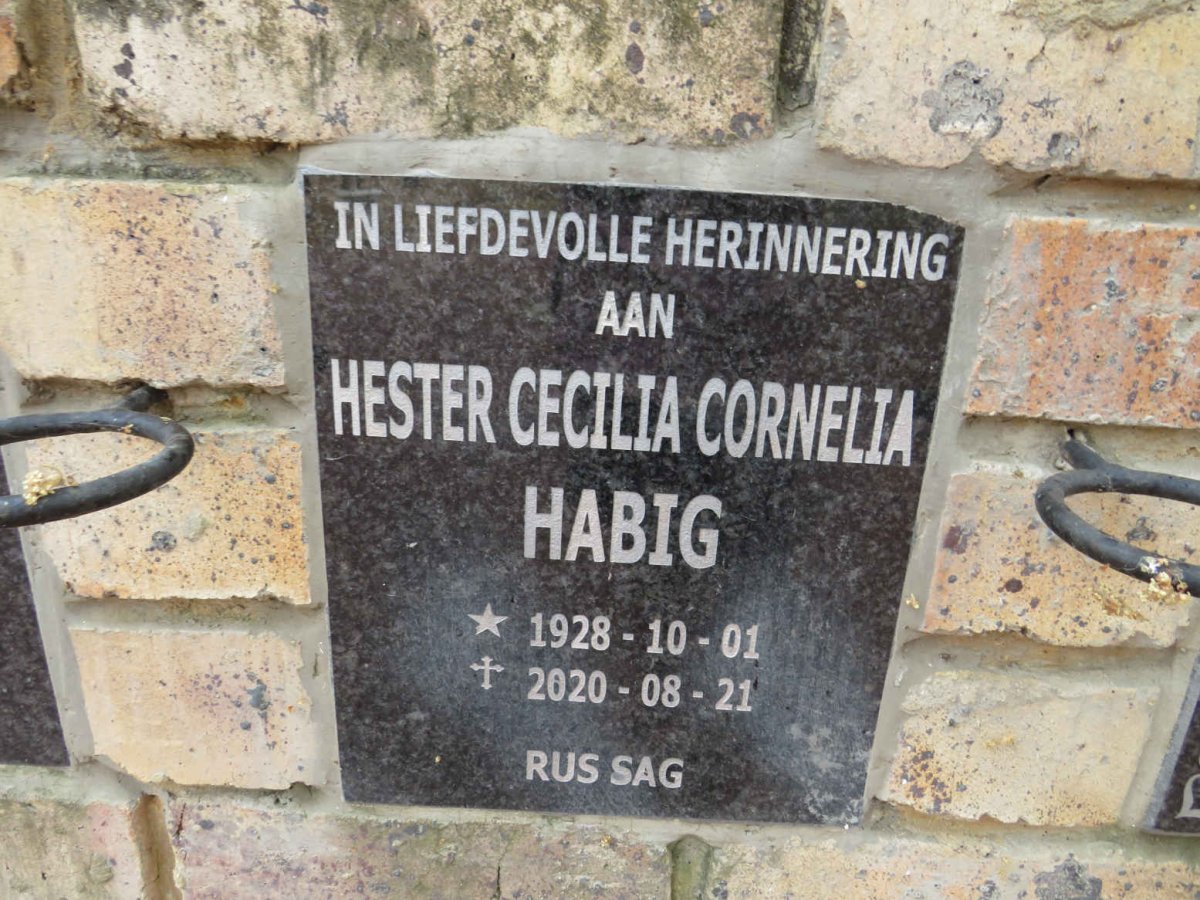 IN LIEFDEVOLLE HERINNERING
AAN
HESTER CECILIA CORNELIA
HABIG
★ 1928 - 10 - 01
✝ 2020 - 08 - 21
RUS SAG